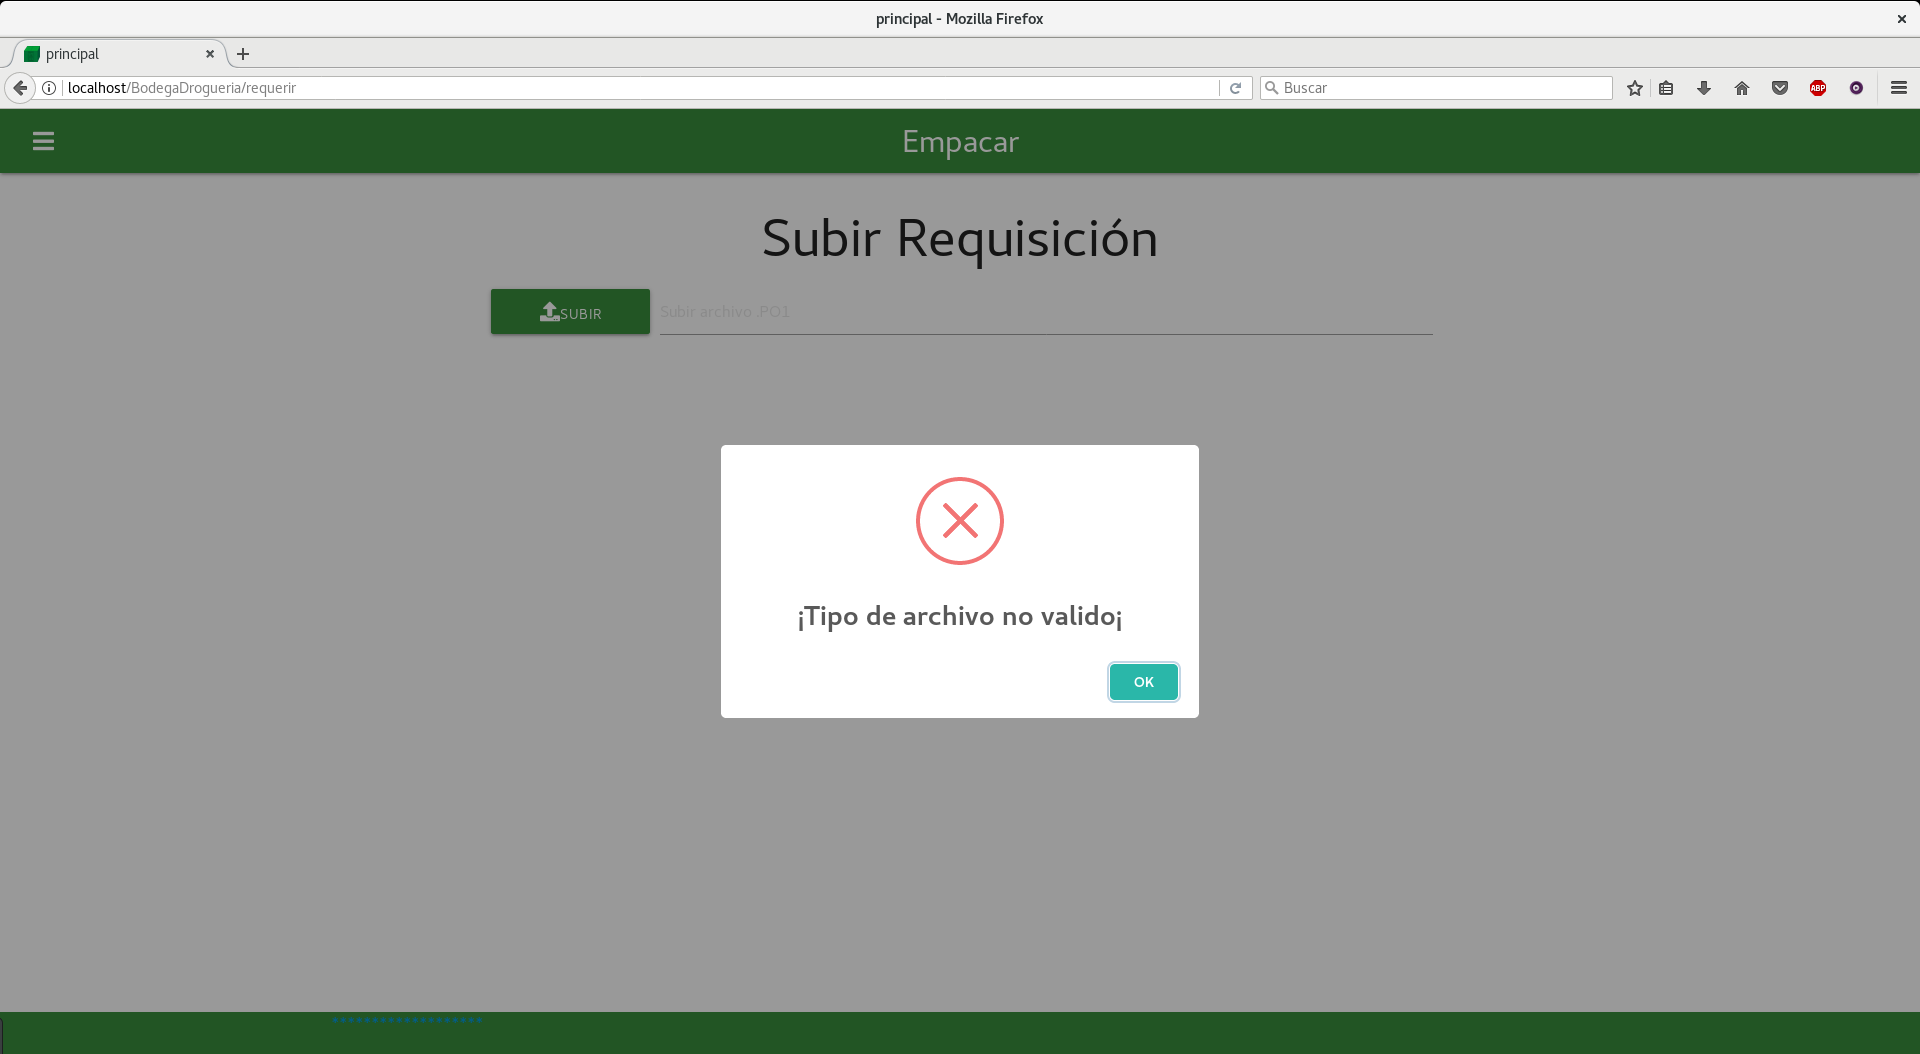 principal - Mozilla Firefox
principal
localhost/BodegaDrogueria/requerir
Buscar
ABP
Empacar
Subir Requisición
SUBIR
Subir archivo .PO1
¡Tipo de archivo no valido¡
OK